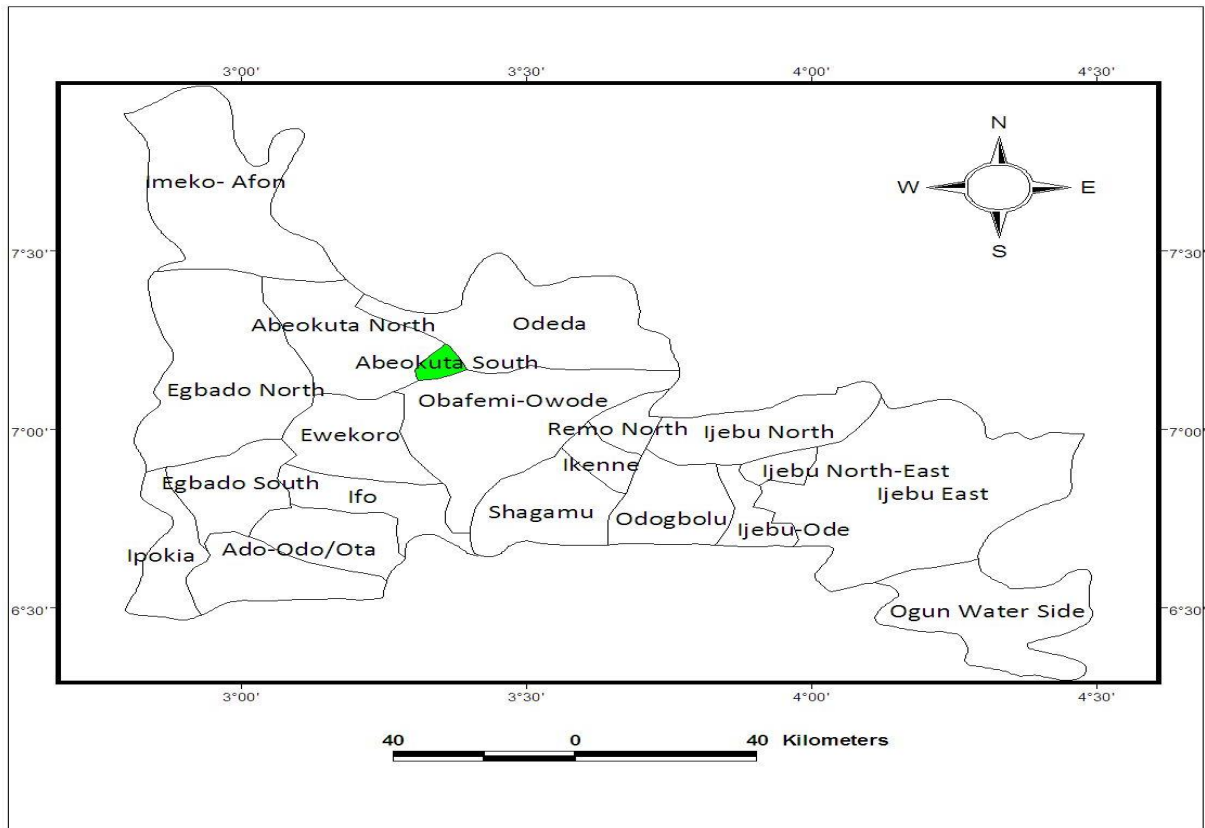 3°00' 3°30' 4°00' 4°30'
N
W E
S
Imeko- Afon
7°30' 7°30'
Abeokuta North
Odeda
Abeokuta South
Egbado North
Obafemi-Owode
7°00' 7°00'
Ewekoro
Remo North
Ijebu North
Ikenne
Ijebu North-East
Egbado South
Ifo
Ijebu East
Shagamu
Odogbolu
Ijebu-Ode
Ipokia
Ado-Odo/Ota
6°30' 6°30'
Ogun Water Side
3°00' 3°30' 4°00' 4°30'
40 0 40 Kilometers